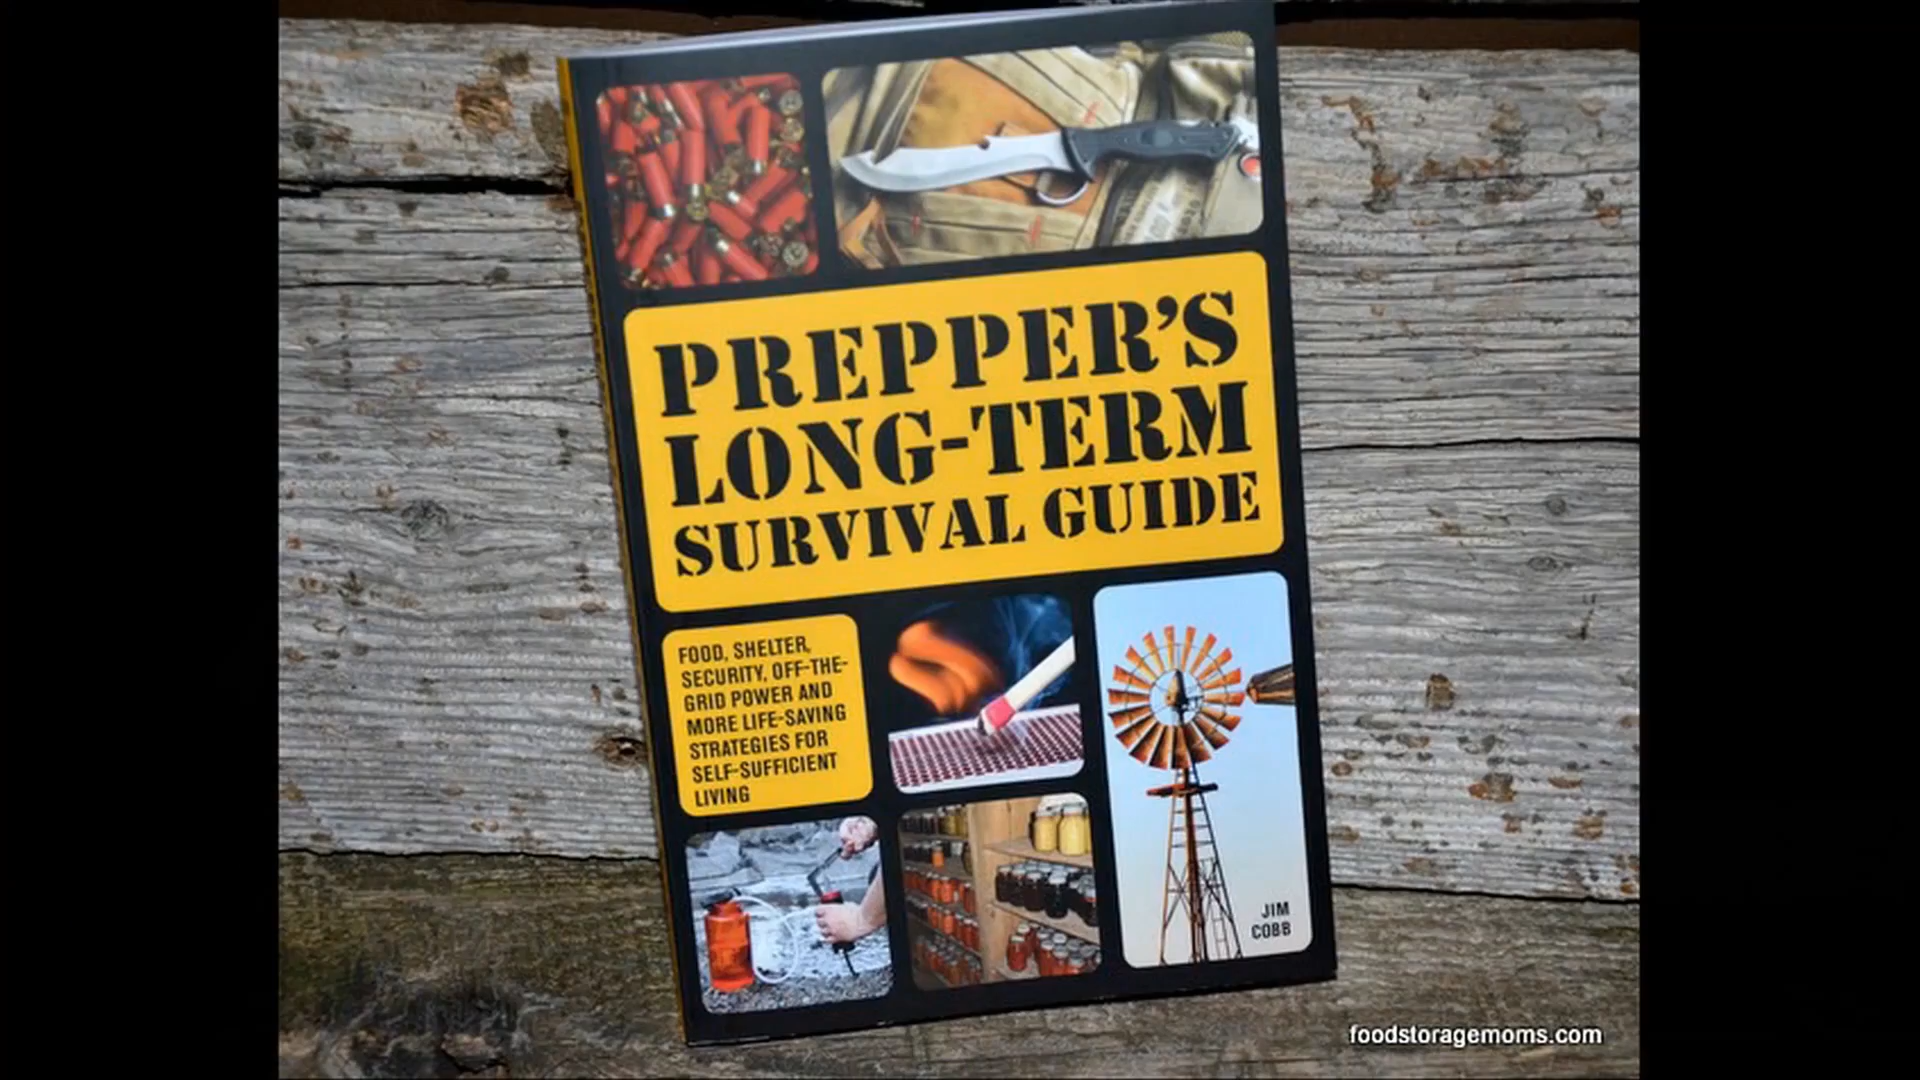 PREPPER'S
LONG-TERM
SURVIVAL GUIDE
FOOD, SHELTER,
SECURITY, OFF-THE-
GRID POWER AND
MORE LIFE-SAVING
STRATEGIES FOR
SELF-SUFFICIENT
LIVING
JIM
COBB
foodstoragemoms.com